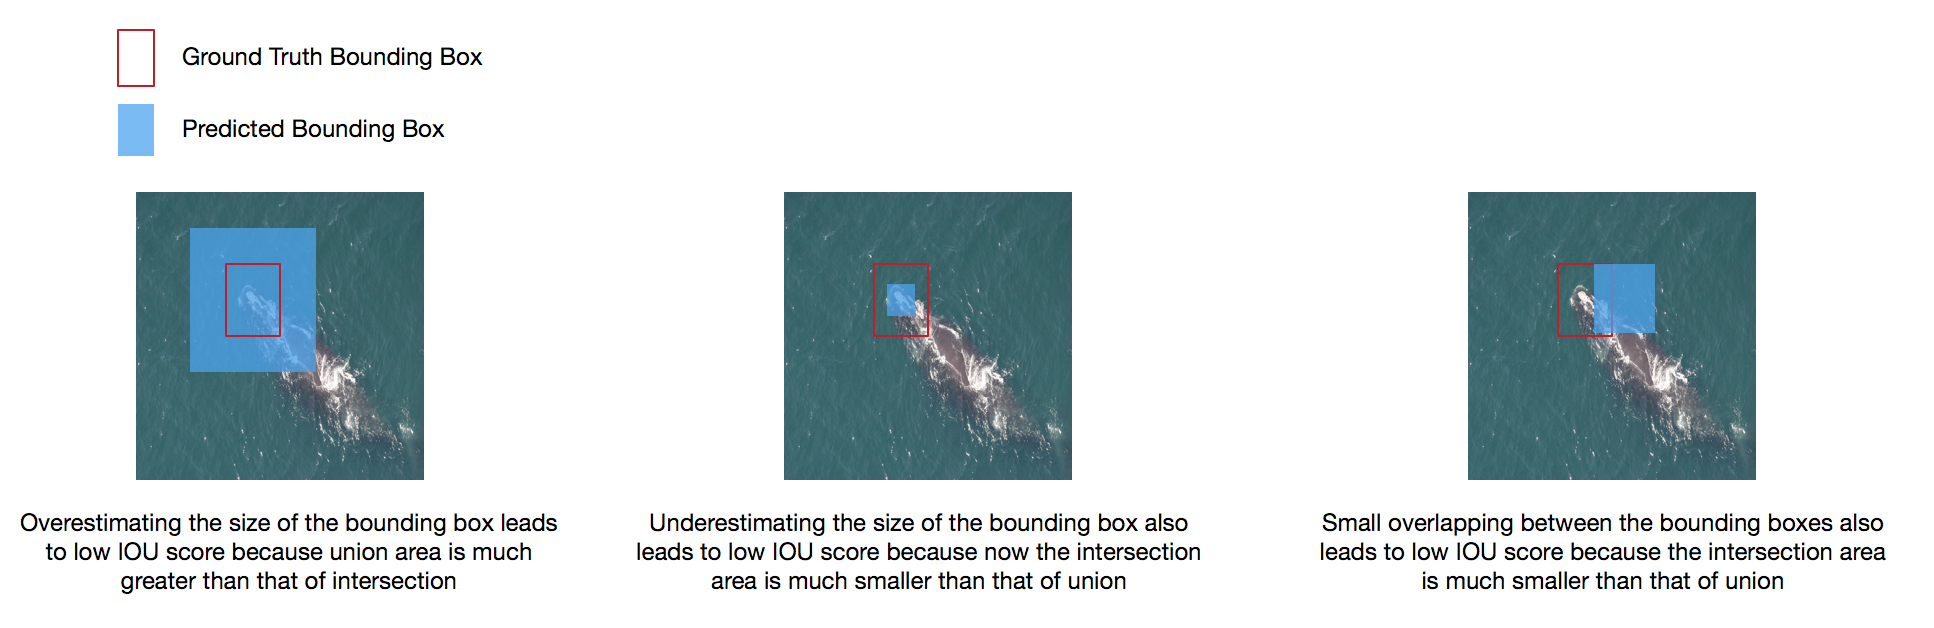 Ground Truth Bounding Box
Predicted Bounding Box
Overestimating the size of the bounding box leads
to low IOU score because union area is much
greater than that of intersection
Underestimating the size of the bounding box also
leads to low IOU score because now the intersection
area is much smaller than that of union
Small overlapping between the bounding boxes also
leads to low IOU score because the intersection area
is much smaller than that of union